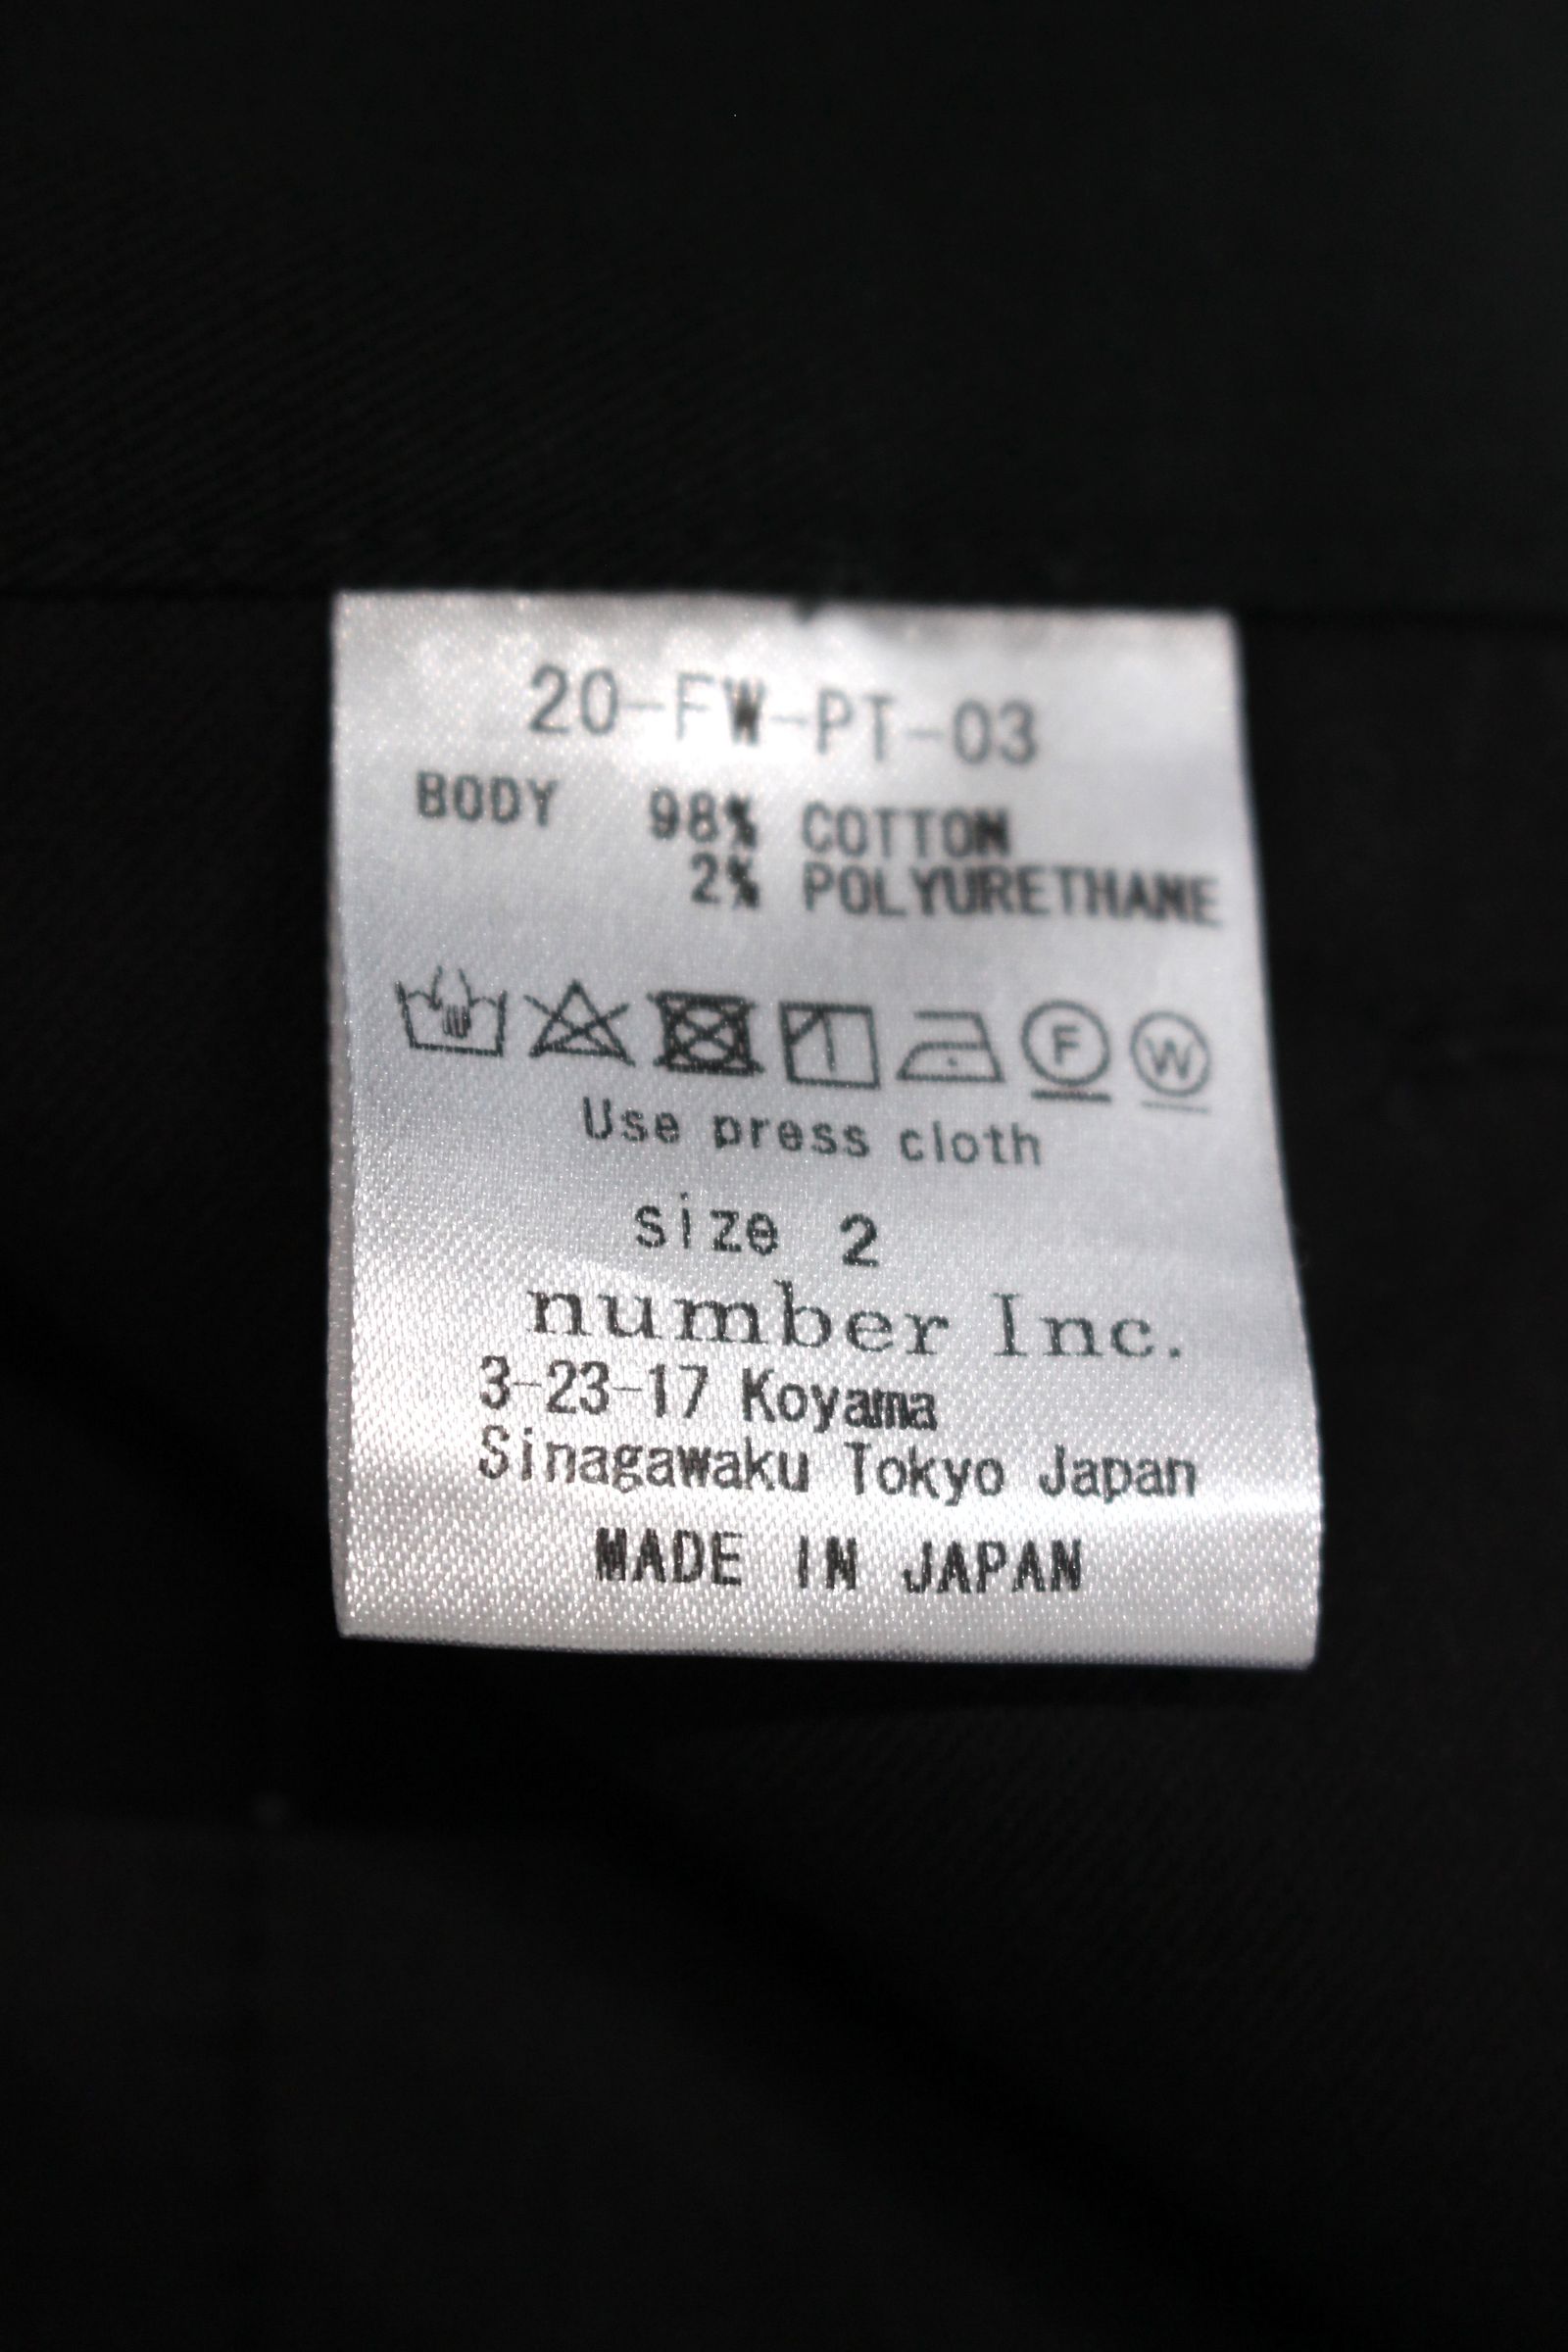 20-FW-PT-03
BODY 98% COTTON
2% POLYURETHANE
F W
Use press cloth
size 2
number Inc.
3-23-17 Koyama
Sinagawaku Tokyo Japan
MADE IN JAPAN